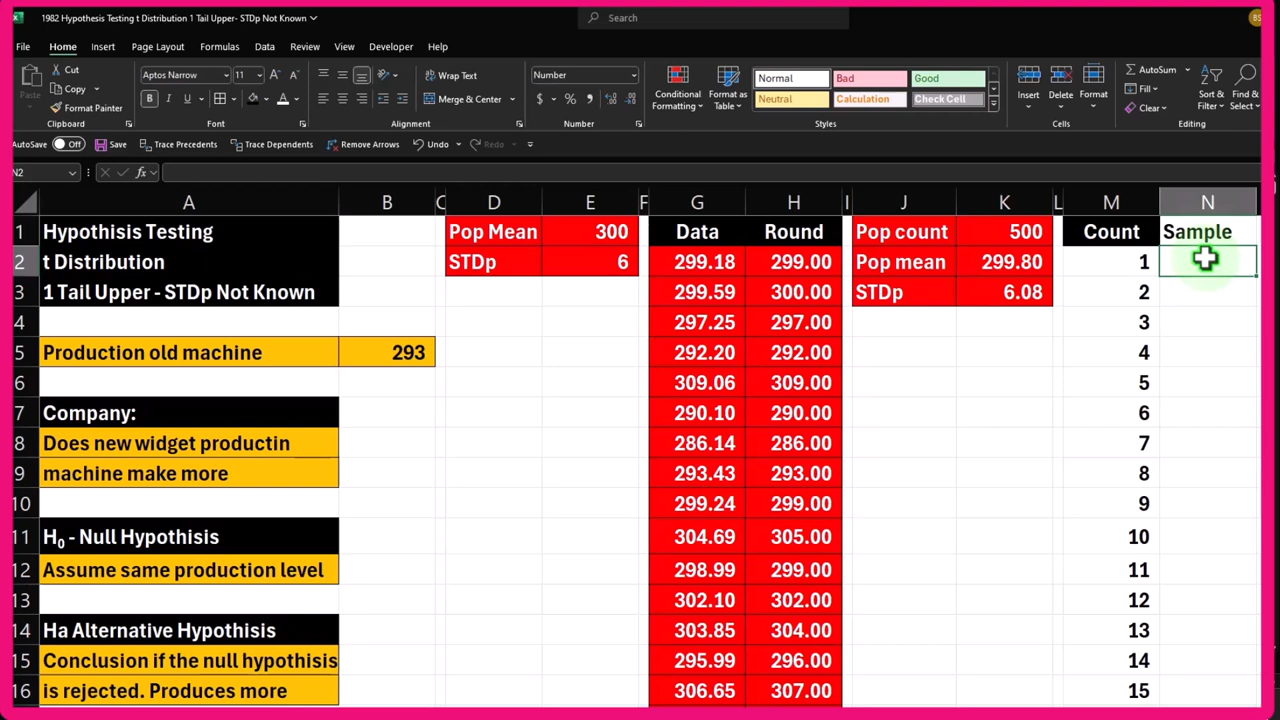 1982 Hypothesis Testing t Distribution 1 Tail Upper- STDp Not Known
Search
BS
File Home Insert Page Layout Formulas Data Review View Developer Help
Cut
Copy
Format Painter
Paste
Clipboard
Aptos Narrow 11
B I U
Font
Wrap Text
Merge & Center
Alignment
Number
$ % ,
Number
Conditional Formatting
Format as Table
Normal Bad Good
Neutral Calculation Check Cell
Styles
Insert Delete Format
Cells
AutoSum
Fill
Clear
Sort & Filter
Find & Select
Editing
AutoSave Off Save Trace Precedents Trace Dependents Remove Arrows Undo Redo
N2 fx
A B C D E F G H I J K L M N
1 Hypothisis Testing Pop Mean 300 Data Round Pop count 500 Count Sample
2 t Distribution STDp 6 299.18 299.00 Pop mean 299.80 1
3 1 Tail Upper - STDp Not Known 299.59 300.00 STDp 6.08 2
4 297.25 297.00 3
5 Production old machine 293 292.20 292.00 4
6 309.06 309.00 5
7 Company: 290.10 290.00 6
8 Does new widget productin 286.14 286.00 7
9 machine make more 293.43 293.00 8
10 299.24 299.00 9
11 H0 - Null Hypothisis 304.69 305.00 10
12 Assume same production level 298.99 299.00 11
13 302.10 302.00 12
14 Ha Alternative Hypothisis 303.85 304.00 13
15 Conclusion if the null hypothisis 295.99 296.00 14
16 is rejected. Produces more 306.65 307.00 15